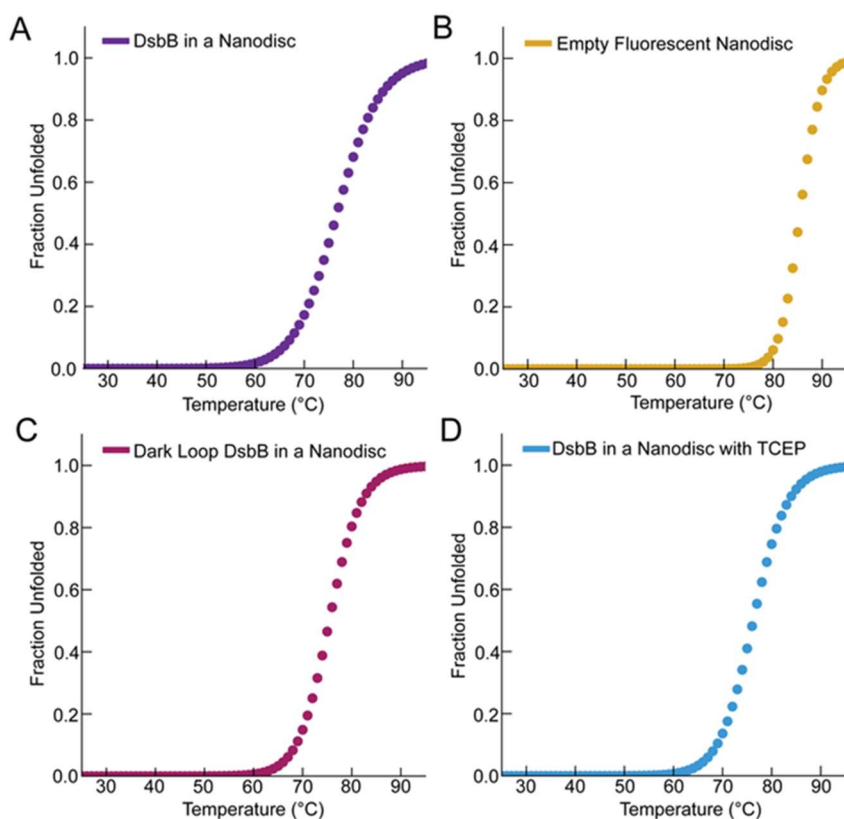 A
DsbB in a Nanodisc
Fraction Unfolded
1.0
0.8
0.6
0.4
0.2
0.0
30 40 50 60 70 80 90
Temperature (°C)
B
Empty Fluorescent Nanodisc
Fraction Unfolded
1.0
0.8
0.6
0.4
0.2
0.0
30 40 50 60 70 80 90
Temperature (°C)
C
Dark Loop DsbB in a Nanodisc
Fraction Unfolded
1.0
0.8
0.6
0.4
0.2
0.0
30 40 50 60 70 80 90
Temperature (°C)
D
DsbB in a Nanodisc with TCEP
Fraction Unfolded
1.0
0.8
0.6
0.4
0.2
0.0
30 40 50 60 70 80 90
Temperature (°C)